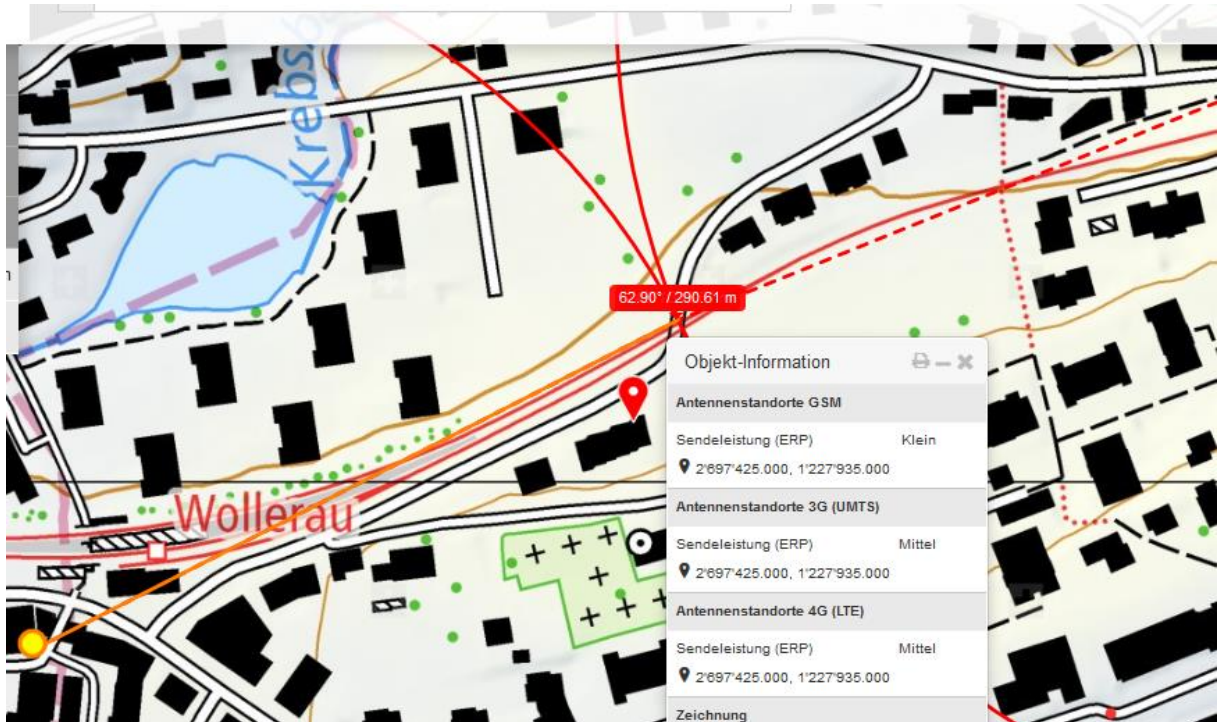 Krebsb
62.90° / 290.61 m
Objekt-Information
Antennenstandorte GSM
Sendeleistung (ERP) Klein
2'697'425.000, 1'227'935.000
Antennenstandorte 3G (UMTS)
Sendeleistung (ERP) Mittel
2'697'425.000, 1'227'935.000
Antennenstandorte 4G (LTE)
Sendeleistung (ERP) Mittel
2'697'425.000, 1'227'935.000
Zeichnung
Wollerau